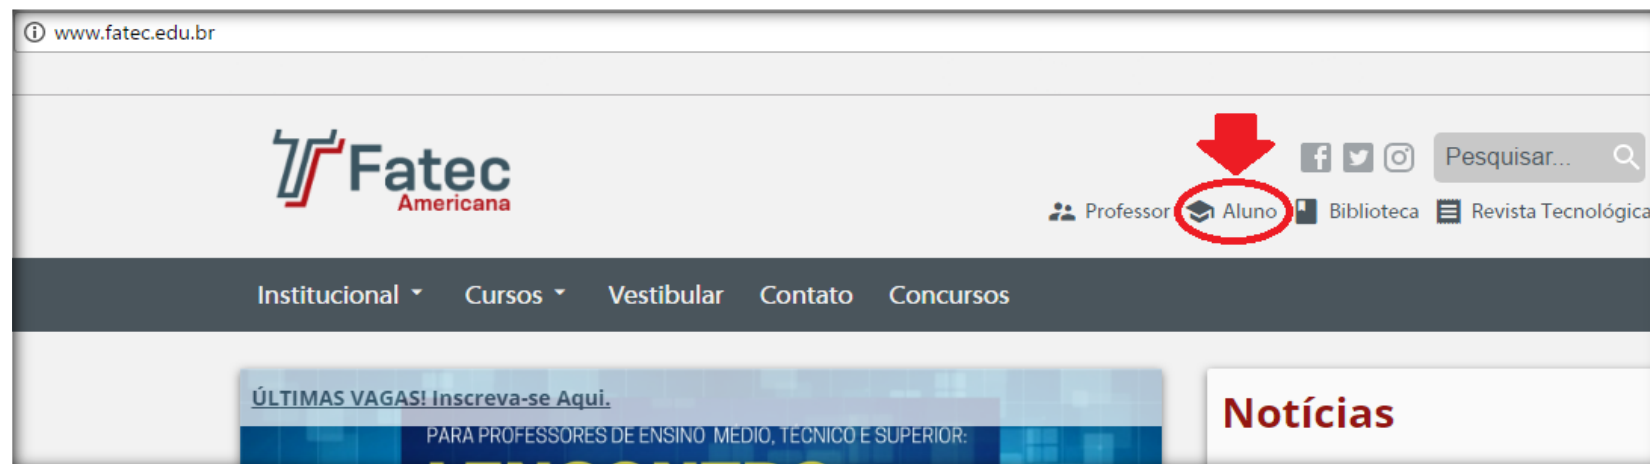 www.fatec.edu.br
Fatec
Americana
Pesquisar...
Professor Aluno Biblioteca Revista Tecnológica
Institucional Cursos Vestibular Contato Concursos
ÚLTIMAS VAGAS! Inscreva-se Aqui.
PARA PROFESSORES DE ENSINO MÉDIO, TÉCNICO E SUPERIOR:
Notícias